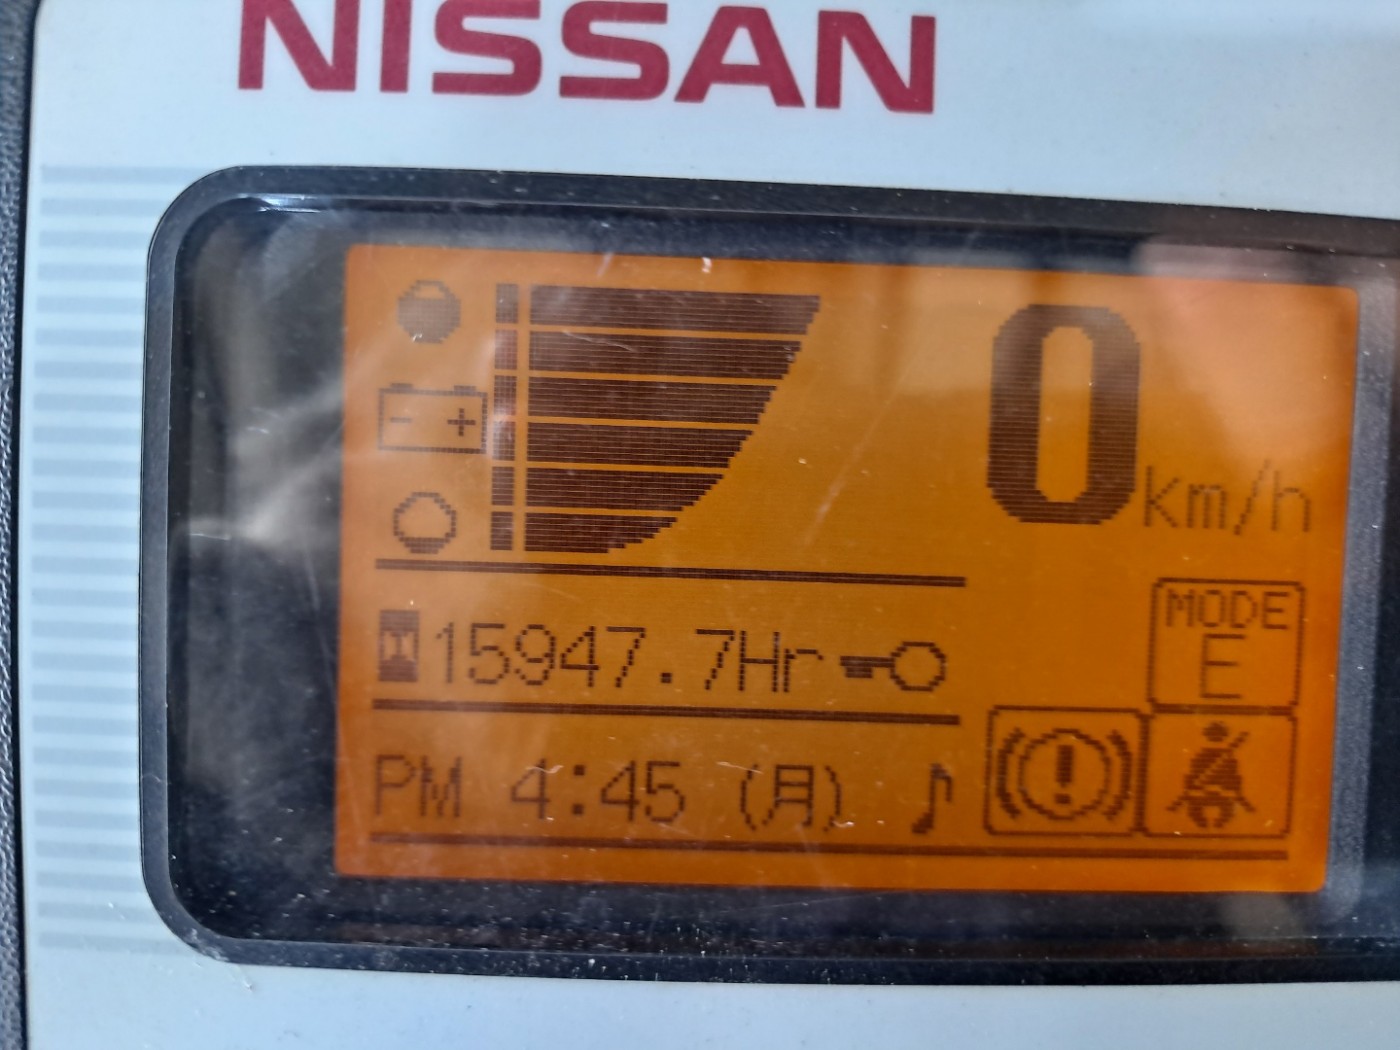 NISSAN
- +
0 km/h
MODE
E
15947.7Hr
PM 4:45 (月)